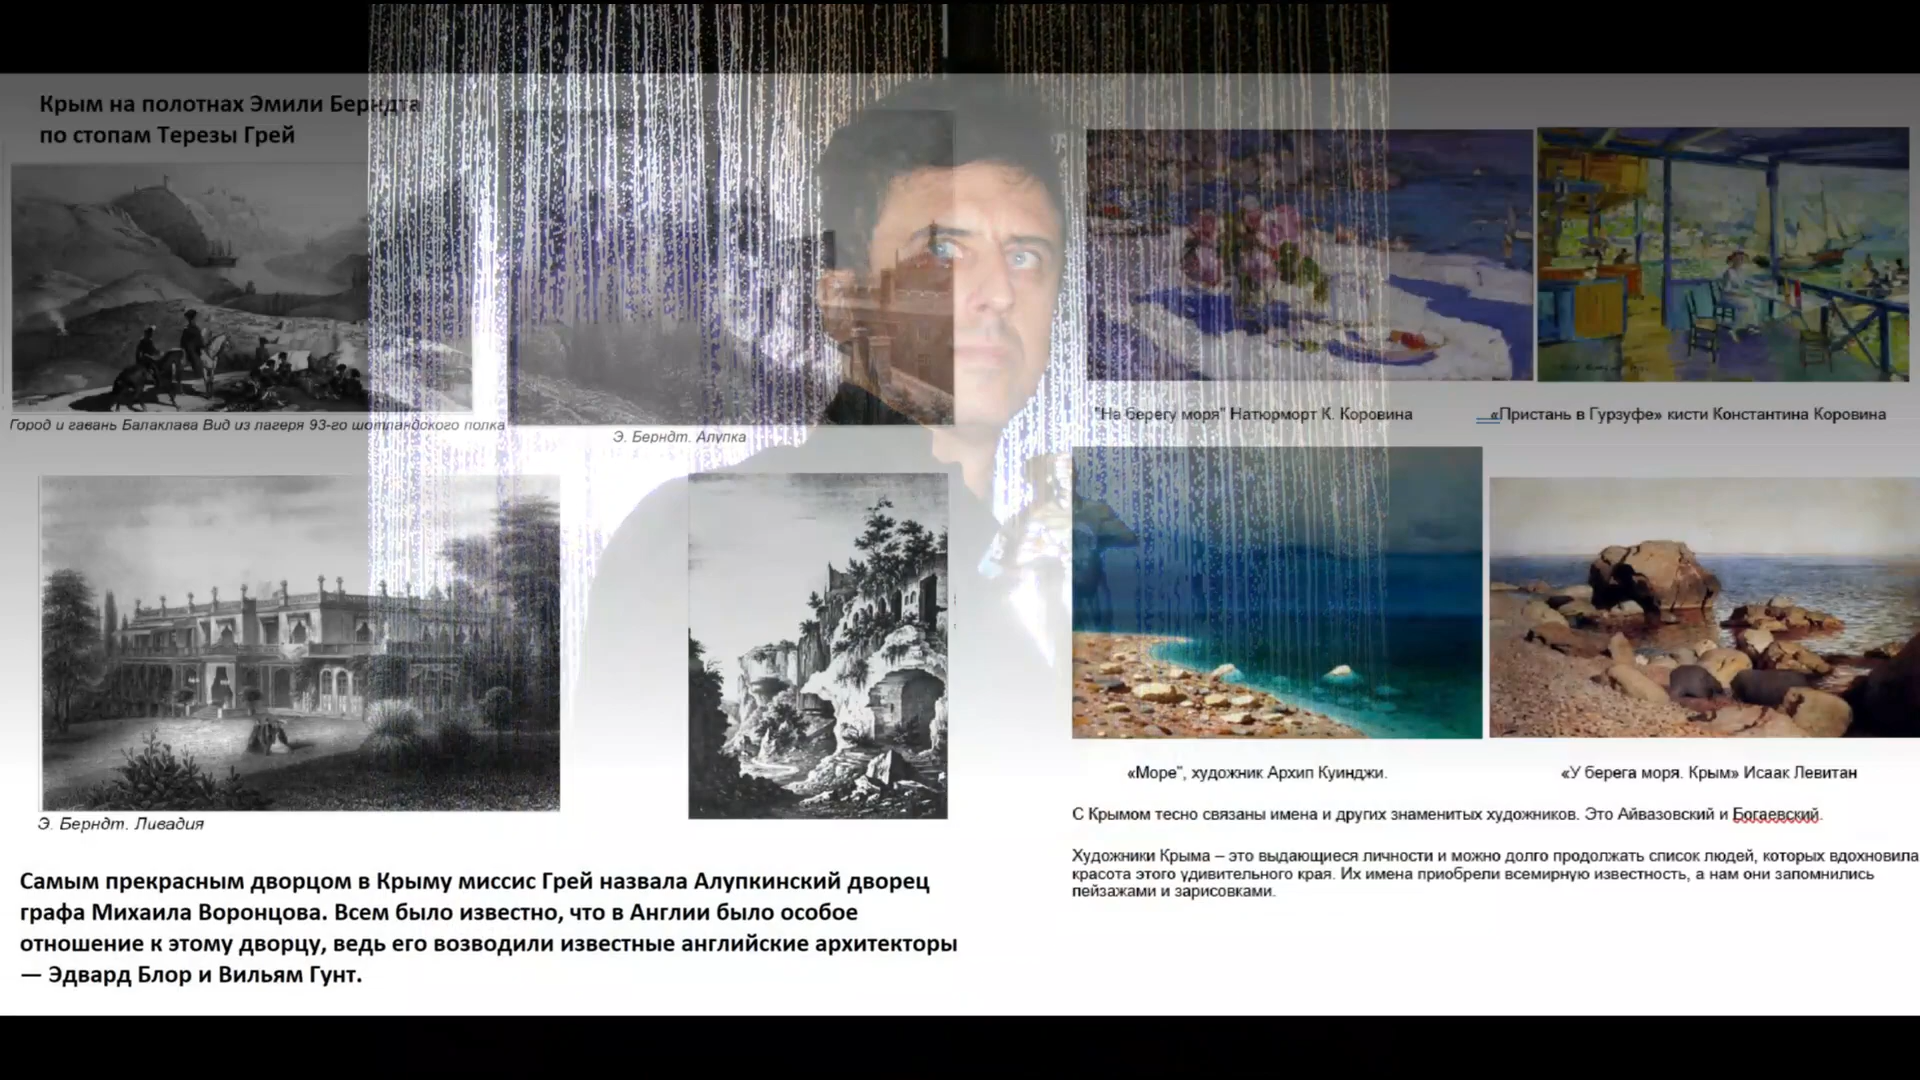 Крым на полотнах Эмили Берндта
по стопам Терезы Грей
Город и гавань Балаклава Вид из лагеря 93-го шотландского полка
Э. Берндт. Алупка
Э. Берндт. Ливадия
Самым прекрасным дворцом в Крыму миссис Грей назвала Алупкинский дворец
графа Михаила Воронцова. Всем было известно, что в Англии было особое
отношение к этому дворцу, ведь его возводили известные английские архитекторы
— Эдвард Блор и Вильям Гунт.
"На берегу моря" Натюрморт К. Коровина
«Пристань в Гурзуфе» кисти Константина Коровина
«Море", художник Архип Куинджи.
«У берега моря. Крым» Исаак Левитан
С Крымом тесно связаны имена и других знаменитых художников. Это Айвазовский и Богаевский.
Художники Крыма – это выдающиеся личности и можно долго продолжать список людей, которых вдохновила
красота этого удивительного края. Их имена приобрели всемирную известность, а нам они запомнились
пейзажами и зарисовками.